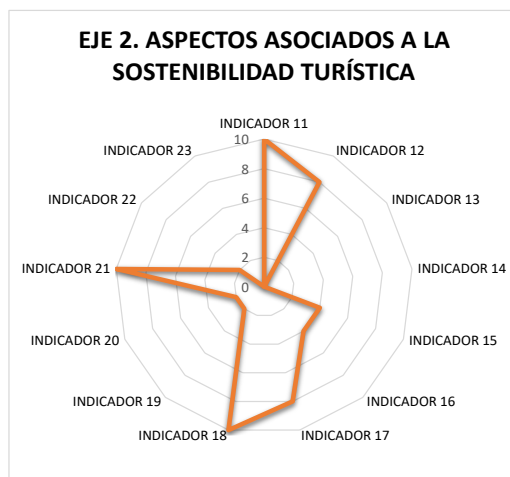 EJE 2. ASPECTOS ASOCIADOS A LA
SOSTENIBILIDAD TURÍSTICA
INDICADOR 11
INDICADOR 12
INDICADOR 13
INDICADOR 14
INDICADOR 15
INDICADOR 16
INDICADOR 17
INDICADOR 18
INDICADOR 19
INDICADOR 20
INDICADOR 21
INDICADOR 22
INDICADOR 23
10
8
6
4
2
0